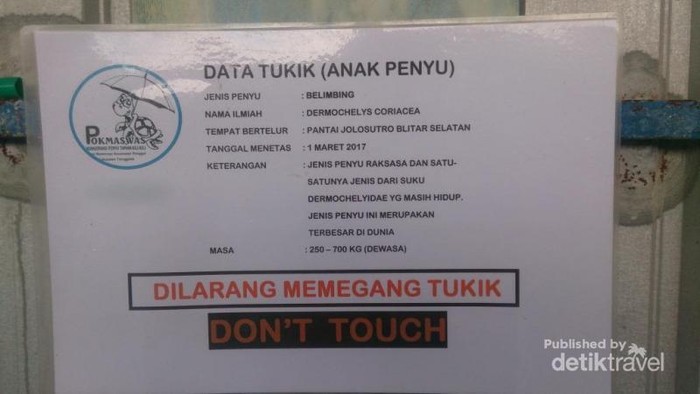 DATA TUKIK (ANAK PENYU)
JENIS PENYU : BELIMBING
NAMA ILMIAH : DERMOCHELYS CORIACEA
TEMPAT BERTELUR : PANTAI JOLOSUTRO BLITAR SELATAN
TANGGAL MENETAS : 1 MARET 2017
KETERANGAN : JENIS PENYU RAKSASA DAN SATU-
SATUNYA JENIS DARI SUKU
DERMOCHELYIDAE YG MASIH HIDUP.
JENIS PENYU INI MERUPAKAN
TERBESAR DI DUNIA
MASA : 250 – 700 KG (DEWASA)
DILARANG MEMEGANG TUKIK
DON'T TOUCH
POKMASWAS
Published by
detiktravel